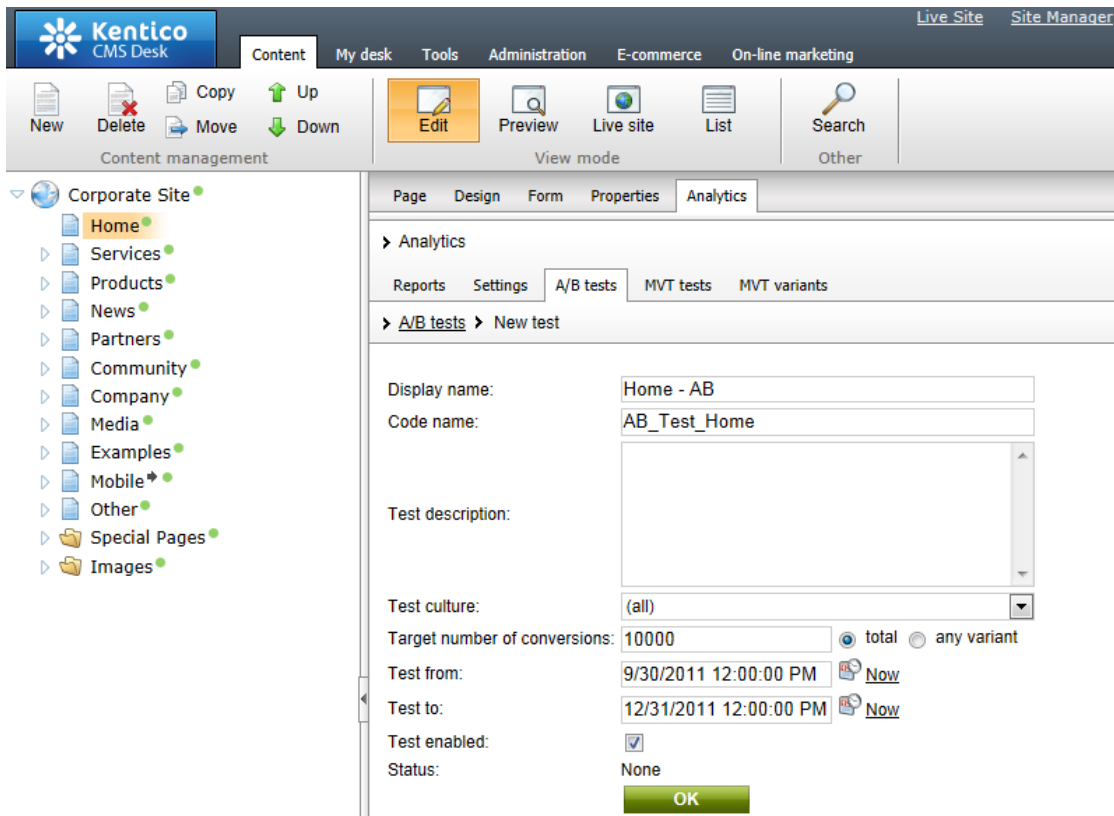 Live Site Site Manager
Kentico
CMS Desk
Content My desk Tools Administration E-commerce On-line marketing
New Delete Copy Move Up Down Edit Preview Live site List Search
Content management View mode Other
Corporate Site
Home
Services
Products
News
Partners
Community
Company
Media
Examples
Mobile
Other
Special Pages
Images
Page Design Form Properties Analytics
Analytics
Reports Settings A/B tests MVT tests MVT variants
A/B tests New test
Display name: Home - AB
Code name: AB_Test_Home
Test description:
Test culture: (all)
Target number of conversions: 10000 total any variant
Test from: 9/30/2011 12:00:00 PM Now
Test to: 12/31/2011 12:00:00 PM Now
Test enabled:
Status: None
OK